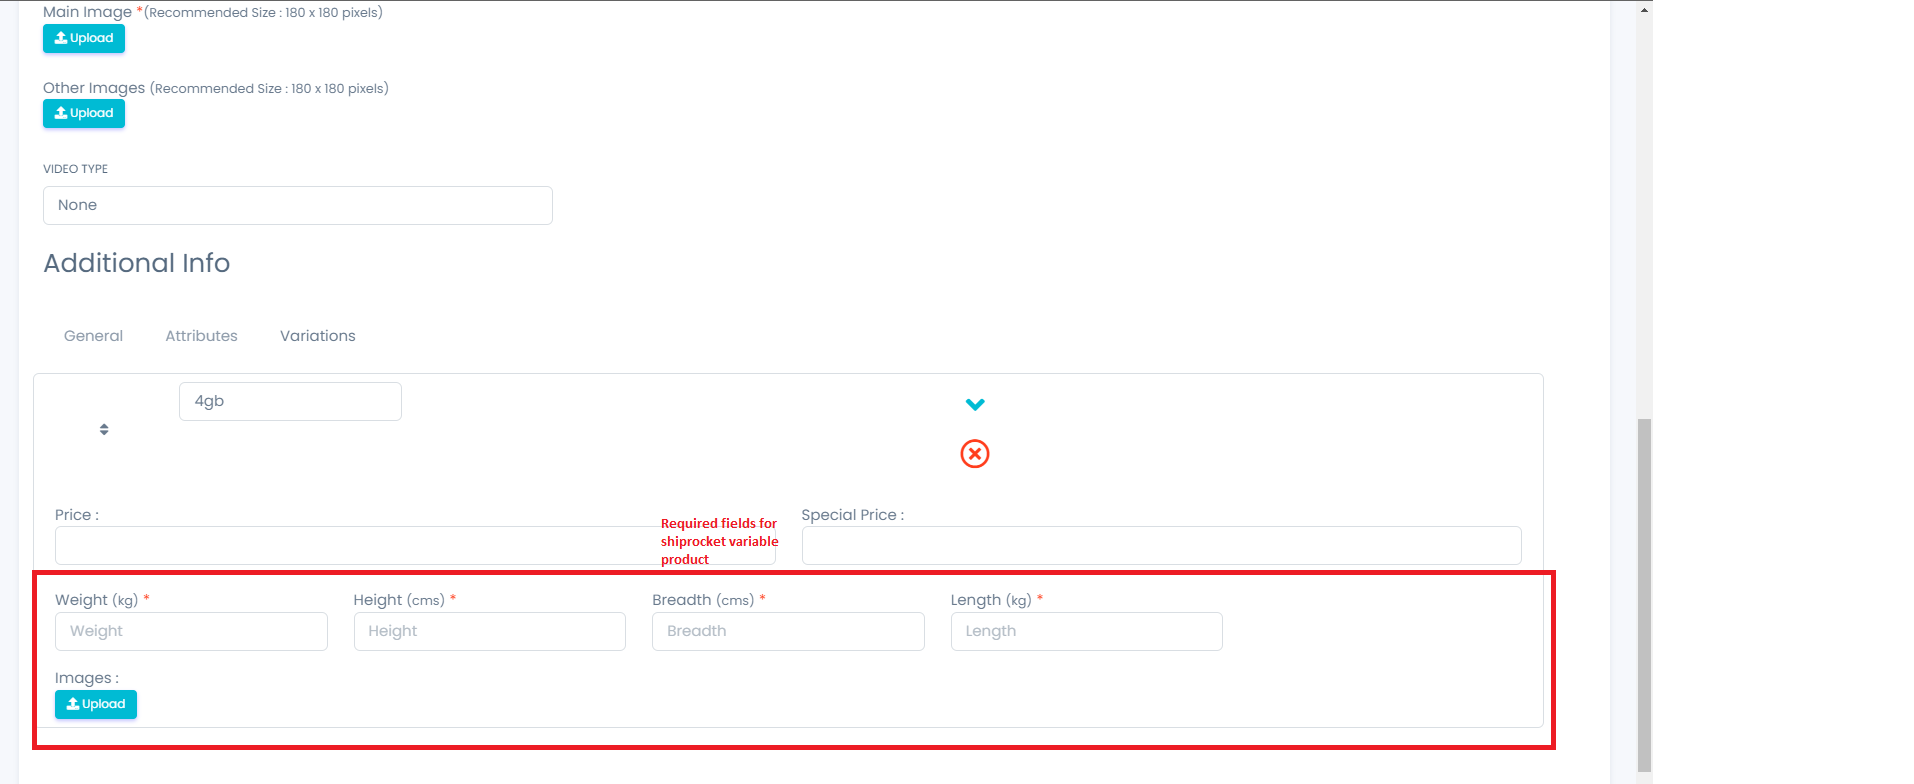 Main Image *(Recommended Size : 180 x 180 pixels)
Upload
Other Images (Recommended Size : 180 x 180 pixels)
Upload
VIDEO TYPE
None
Additional Info
General Attributes Variations
4gb
Price : Special Price :
Required fields for
shiprocket variable
product
Weight (kg) * Height (cms) * Breadth (cms) * Length (kg) *
Weight Height Breadth Length
Images :
Upload